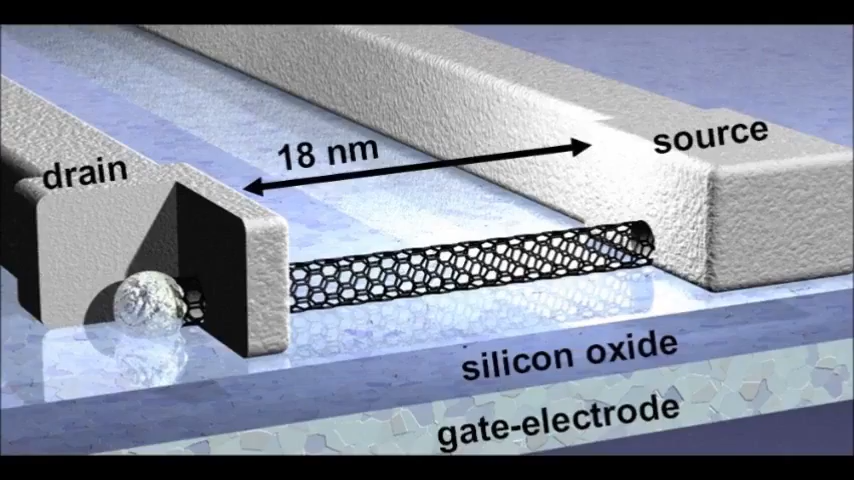 18 nm
source
drain
silicon oxide
gate-electrode